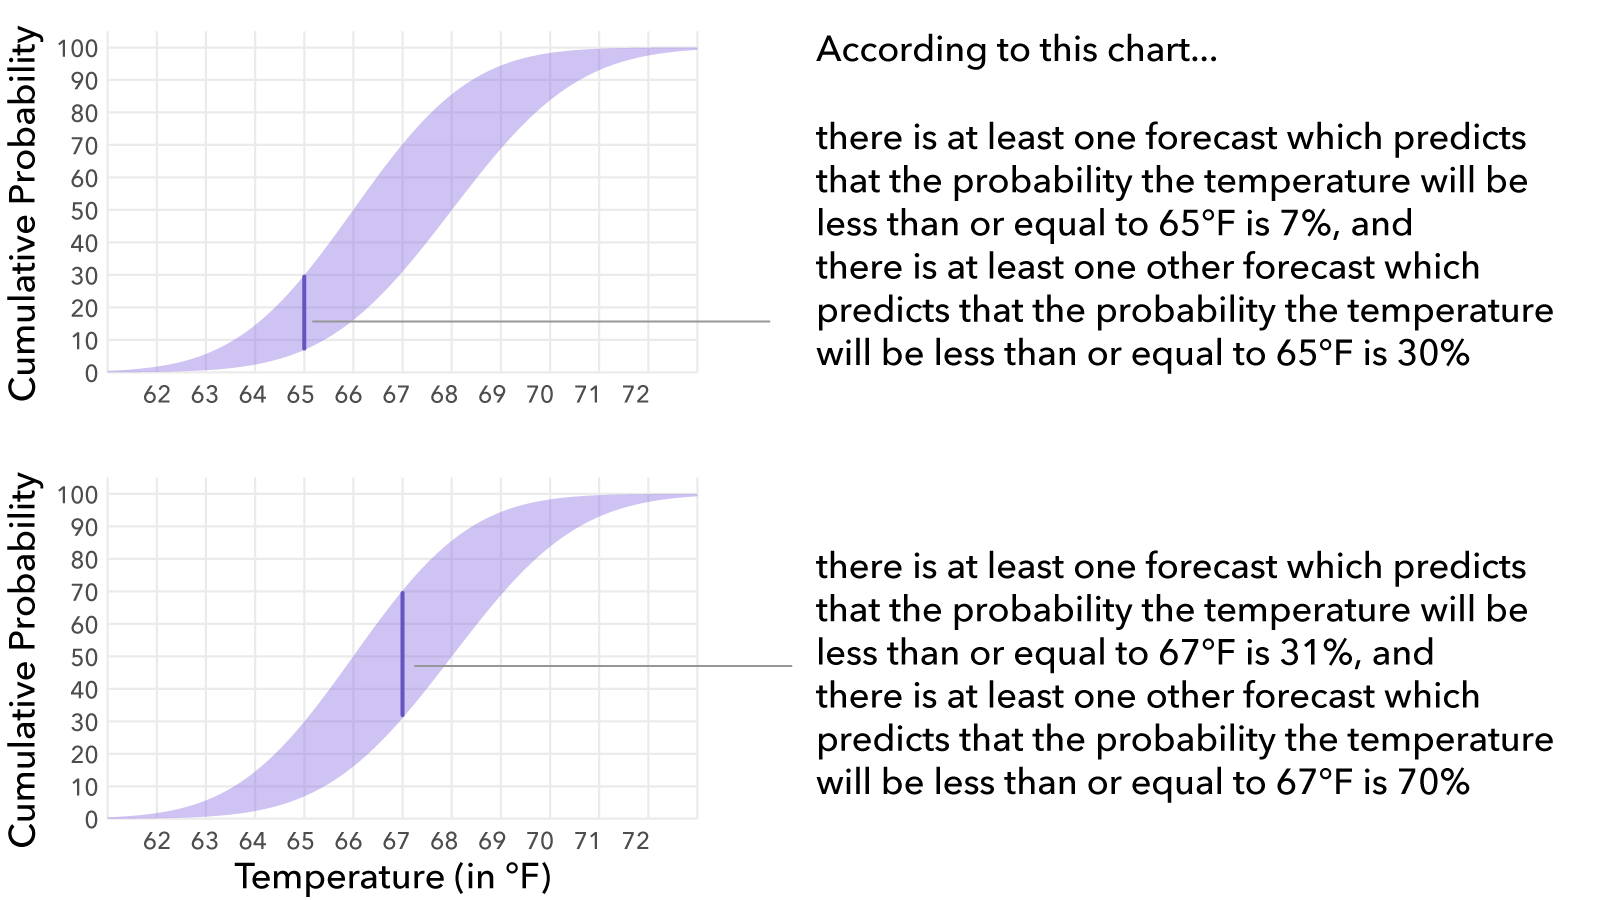 Cumulative Probability
100
90
80
70
60
50
40
30
20
10
0
62 63 64 65 66 67 68 69 70 71 72
According to this chart...
there is at least one forecast which predicts
that the probability the temperature will be
less than or equal to 65°F is 7%, and
there is at least one other forecast which
predicts that the probability the temperature
will be less than or equal to 65°F is 30%
Cumulative Probability
100
90
80
70
60
50
40
30
20
10
0
62 63 64 65 66 67 68 69 70 71 72
Temperature (in °F)
there is at least one forecast which predicts
that the probability the temperature will be
less than or equal to 67°F is 31%, and
there is at least one other forecast which
predicts that the probability the temperature
will be less than or equal to 67°F is 70%